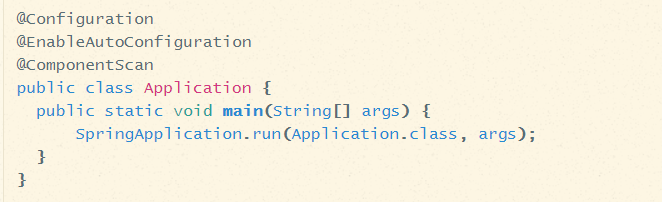 @Configuration
@EnableAutoConfiguration
@ComponentScan
public class Application {
  public static void main(String[] args) {
      SpringApplication.run(Application.class, args);
  }
}